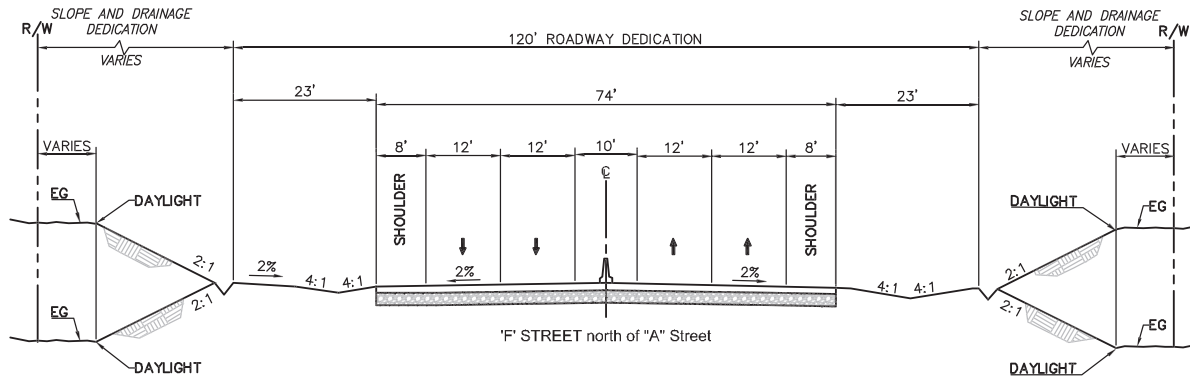 SLOPE AND DRAINAGE
DEDICATION
VARIES
R/W
120' ROADWAY DEDICATION
SLOPE AND DRAINAGE
DEDICATION
VARIES
R/W
23'
74'
23'
VARIES
8'
12'
12'
10'
12'
12'
8'
VARIES
CL
SHOULDER
SHOULDER
EG
DAYLIGHT
DAYLIGHT
EG
2:1
2%
4:1
4:1
2%
2%
4:1
4:1
2:1
2:1
2:1
EG
DAYLIGHT
EG
DAYLIGHT
'F' STREET north of "A" Street